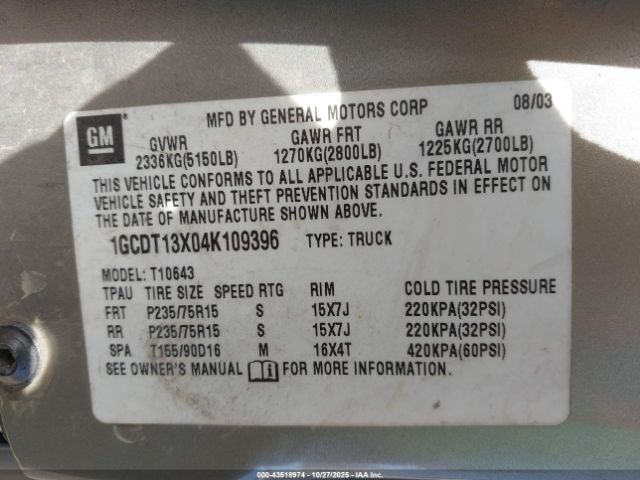 MFD BY GENERAL MOTORS CORP 08/03
GM GVWR GAWR FRT GAWR RR
2336KG(5150LB) 1270KG(2800LB) 1225KG(2700LB)
THIS VEHICLE CONFORMS TO ALL APPLICABLE U.S. FEDERAL MOTOR
VEHICLE SAFETY AND THEFT PREVENTION STANDARDS IN EFFECT ON
THE DATE OF MANUFACTURE SHOWN ABOVE.
1GCDT13X04K109396 TYPE: TRUCK
MODEL: T10643
TPAU TIRE SIZE SPEED RTG RIM COLD TIRE PRESSURE
FRT P235/75R15 S 15X7J 220KPA(32PSI)
RR P235/75R15 S 15X7J 220KPA(32PSI)
SPA T155/90D16 M 16X4T 420KPA(60PSI)
SEE OWNER'S MANUAL FOR MORE INFORMATION.
000-43518974 | 10/27/2025 | IAAI.COM